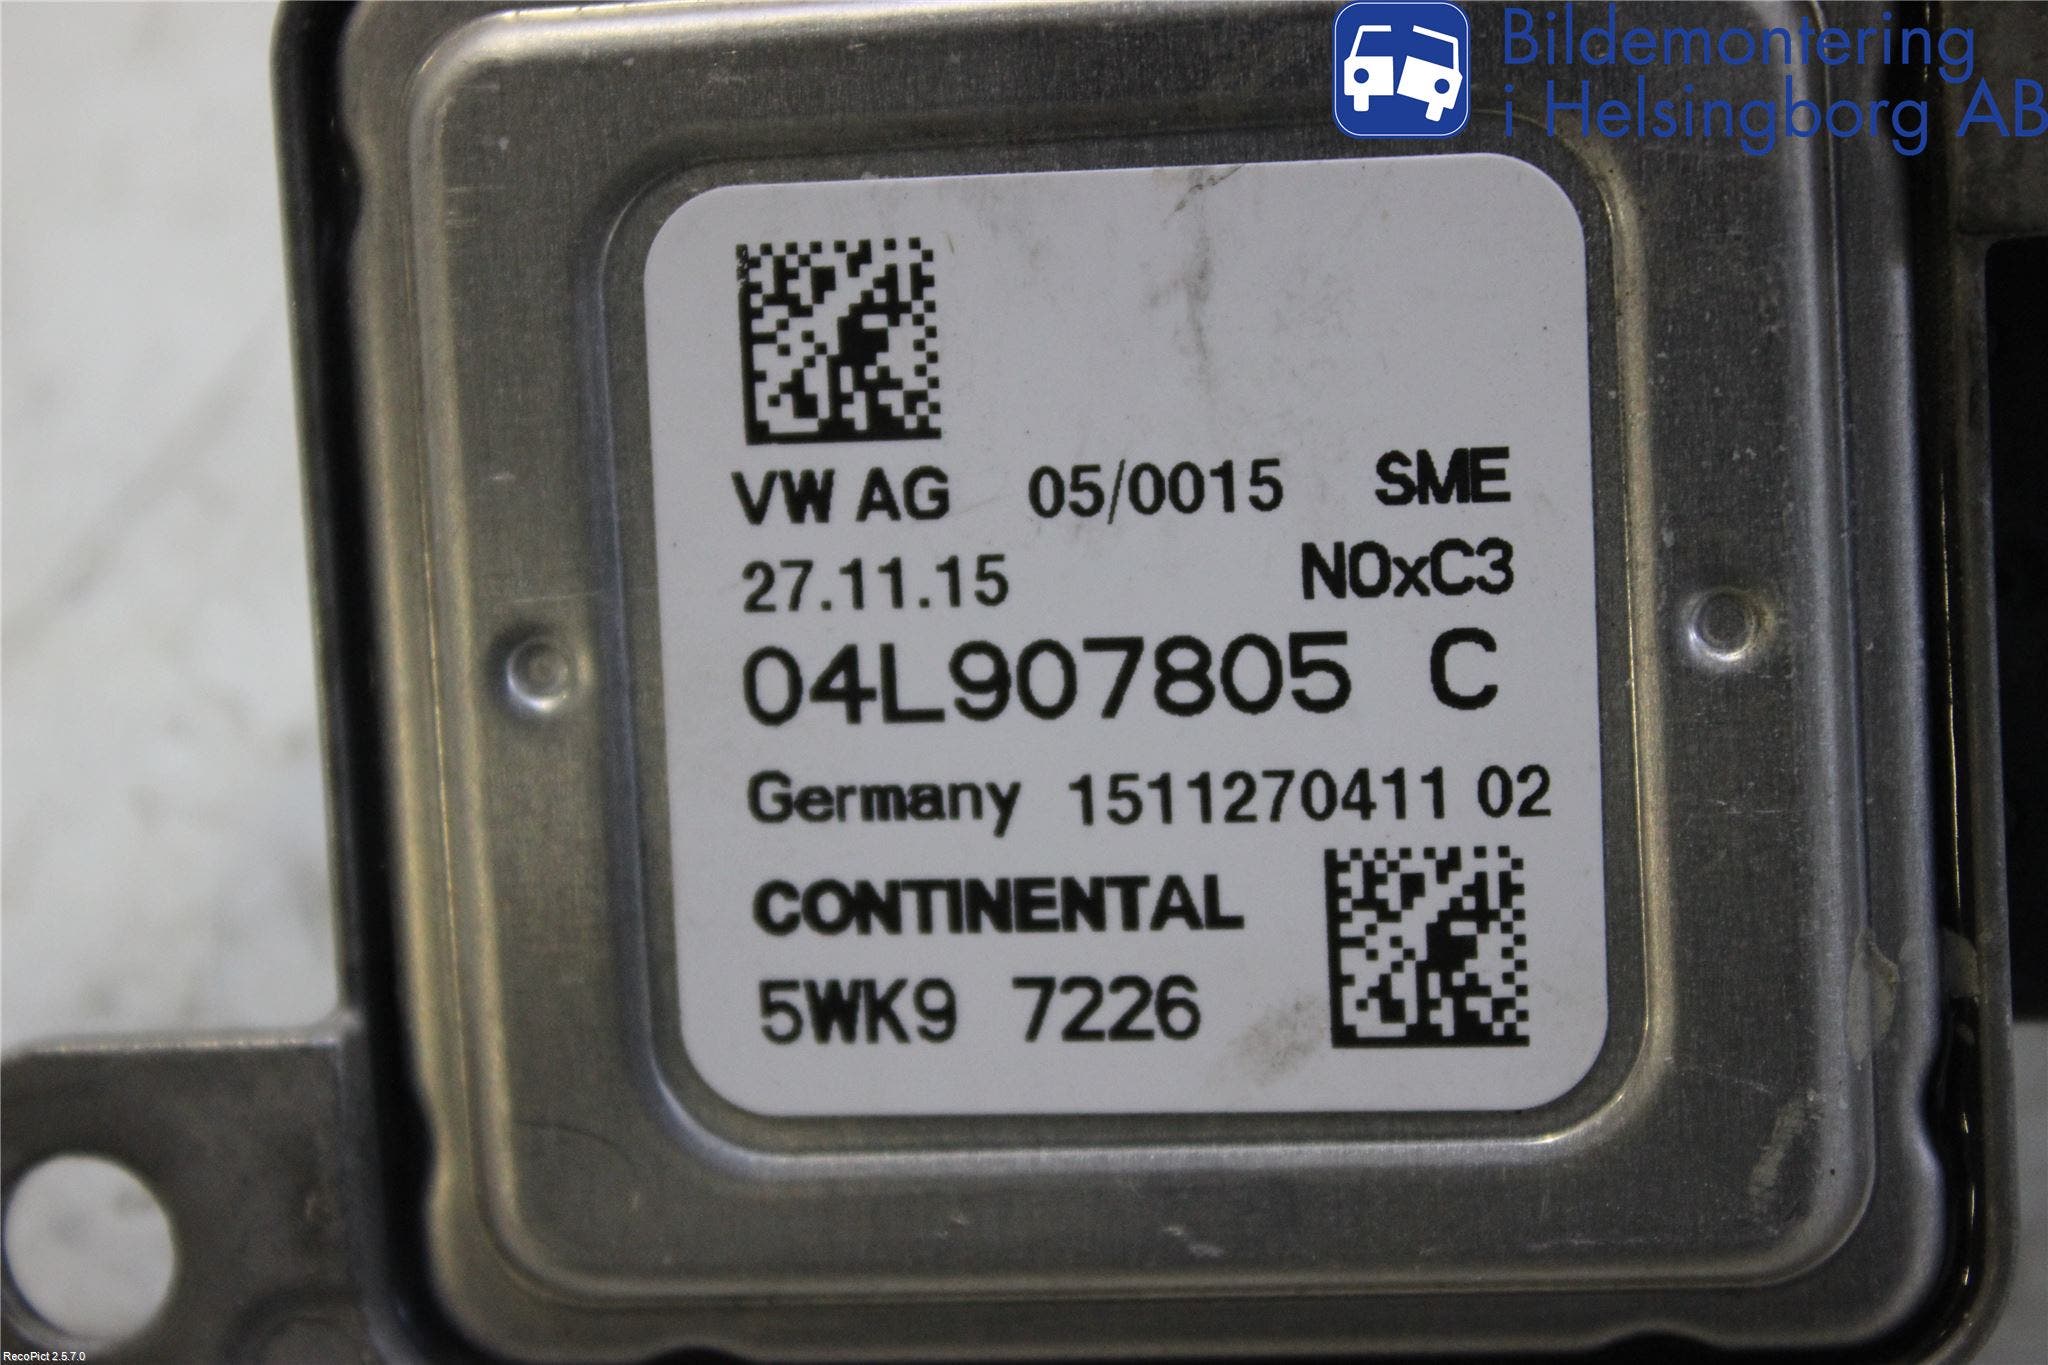 Bildemontering
i Helsingborg AB
VW AG 05/0015 SME
27.11.15 NOxC3
04L907805 C
Germany 1511270411 02
CONTINENTAL
5WK9 7226
RecoPict 2.5.7.0